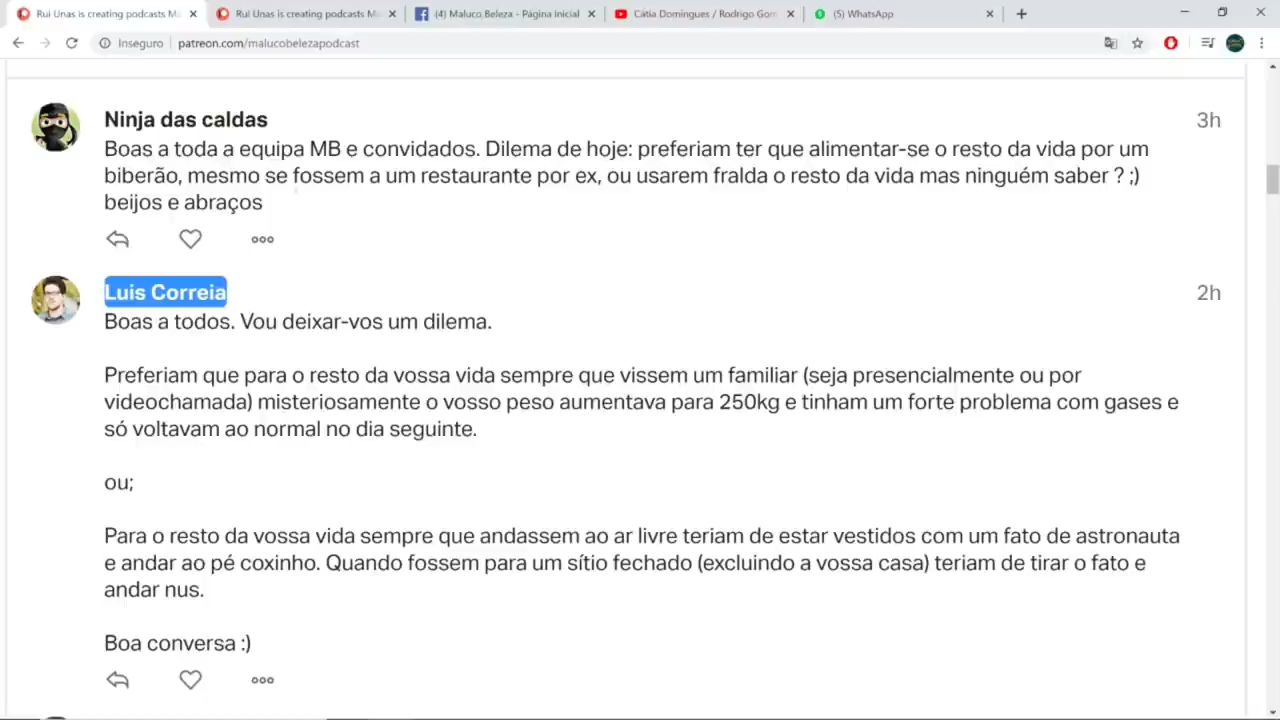 Rui Unas is creating podcasts Ma
Rui Unas is creating podcasts Ma
(4) Maluco Beleza - Página Inicial
Cátia Domingues / Rodrigo Gom
(5) WhatsApp
Inseguro
patreon.com/malucobelezapodcast
Ninja das caldas
3h
Boas a toda a equipa MB e convidados. Dilema de hoje: preferiam ter que alimentar-se o resto da vida por um
biberão, mesmo se fossem a um restaurante por ex, ou usarem fralda o resto da vida mas ninguém saber ? ;)
beijos e abraços
Luis Correia
2h
Boas a todos. Vou deixar-vos um dilema.
Preferiam que para o resto da vossa vida sempre que vissem um familiar (seja presencialmente ou por
videochamada) misteriosamente o vosso peso aumentava para 250kg e tinham um forte problema com gases e
só voltavam ao normal no dia seguinte.
ou;
Para o resto da vossa vida sempre que andassem ao ar livre teriam de estar vestidos com um fato de astronauta
e andar ao pé coxinho. Quando fossem para um sítio fechado (excluindo a vossa casa) teriam de tirar o fato e
andar nus.
Boa conversa :)